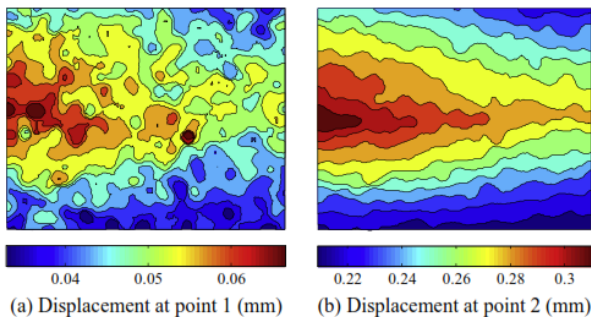 0.04 0.05 0.06
0.22 0.24 0.26 0.28 0.3
(a) Displacement at point 1 (mm)
(b) Displacement at point 2 (mm)